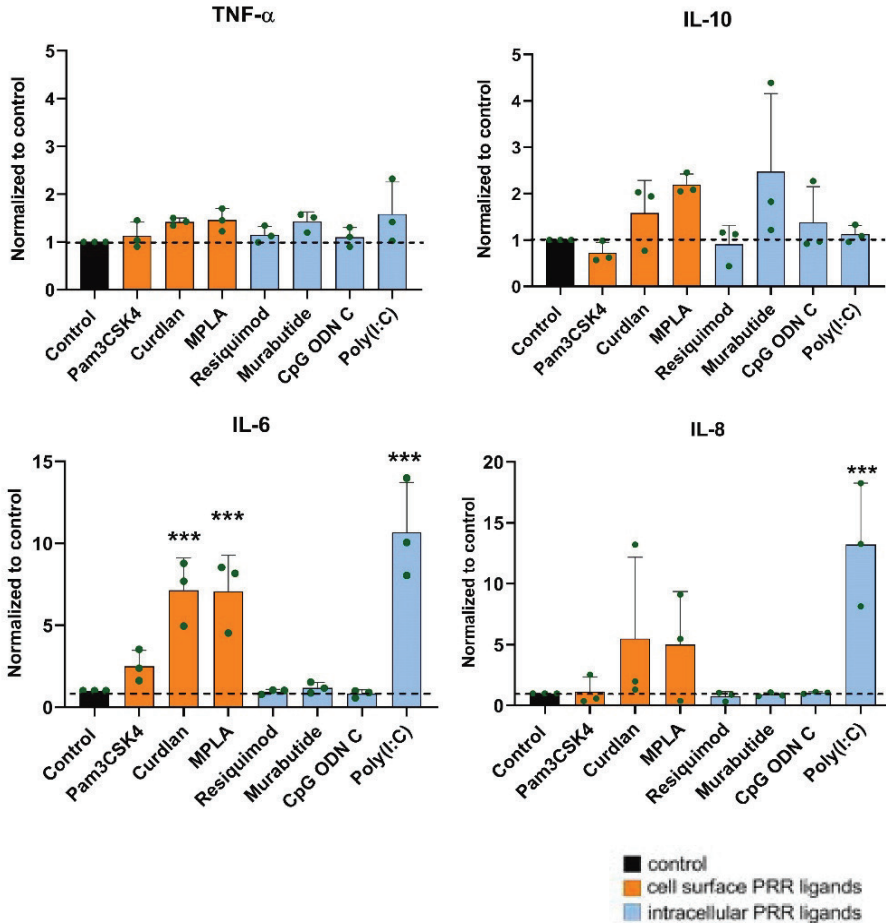 TNF-α
Normalized to control
5
4
3
2
1
0
Control
Pam3CSK4
Curdlan
MPLA
Resiquimod
Murabutide
CpG ODN C
Poly(I:C)
IL-10
Normalized to control
5
4
3
2
1
0
Control
Pam3CSK4
Curdlan
MPLA
Resiquimod
Murabutide
CpG ODN C
Poly(I:C)
IL-6
Normalized to control
15
10
5
0
***
***
***
Control
Pam3CSK4
Curdlan
MPLA
Resiquimod
Murabutide
CpG ODN C
Poly(I:C)
IL-8
Normalized to control
20
15
10
5
0
***
Control
Pam3CSK4
Curdlan
MPLA
Resiquimod
Murabutide
CpG ODN C
Poly(I:C)
control
cell surface PRR ligands
intracellular PRR ligands